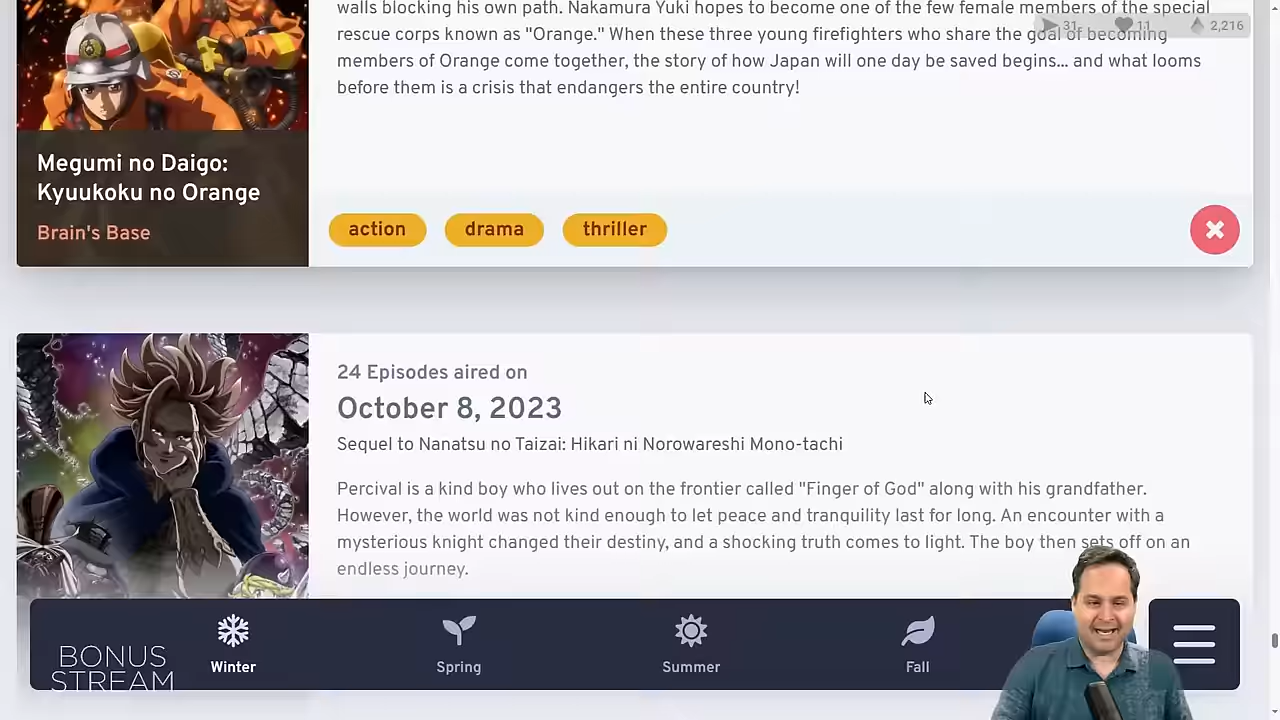 walls blocking his own path. Nakamura Yuki hopes to become one of the few female members of the special
31 11 2,216
rescue corps known as "Orange." When these three young firefighters who share the goal of becoming
members of Orange come together, the story of how Japan will one day be saved begins... and what looms
before them is a crisis that endangers the entire country!
Megumi no Daigo:
Kyuukoku no Orange
Brain's Base
action drama thriller
24 Episodes aired on
October 8, 2023
Sequel to Nanatsu no Taizai: Hikari ni Norowareshi Mono-tachi
Percival is a kind boy who lives out on the frontier called "Finger of God" along with his grandfather.
However, the world was not kind enough to let peace and tranquility last for long. An encounter with a
mysterious knight changed their destiny, and a shocking truth comes to light. The boy then sets off on an
endless journey.
BONUS
STREAM
Winter Spring Summer Fall